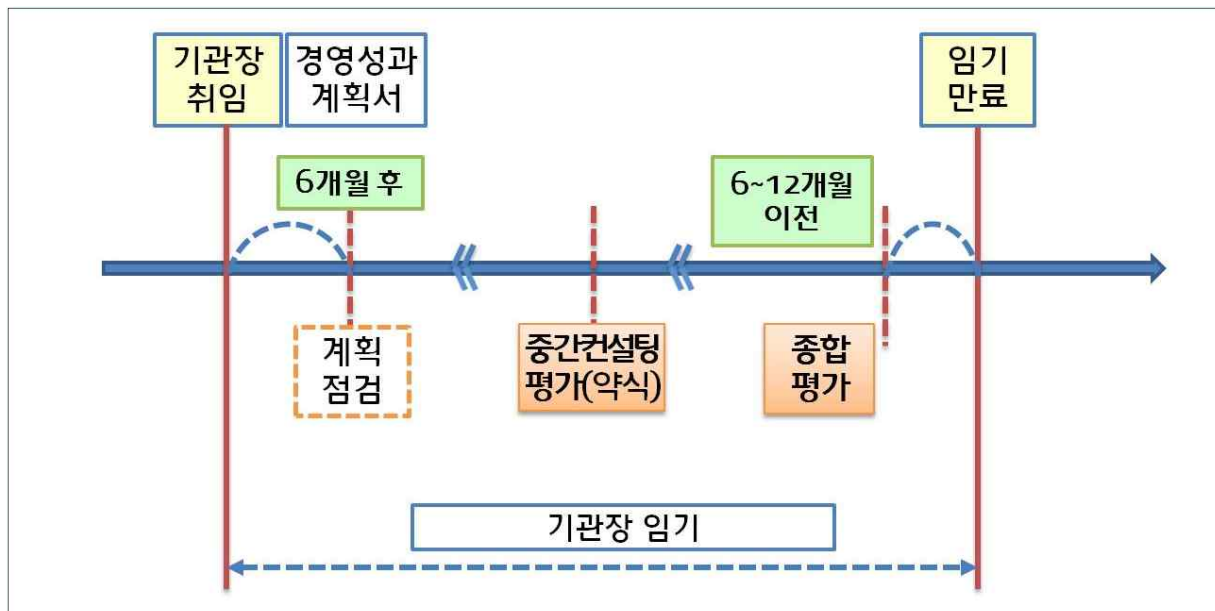 기관장
취임
경영성과
계획서
임기
만료
6개월 후
6~12개월
이전
계획
점검
중간컨설팅
평가(약식)
종합
평가
기관장 임기